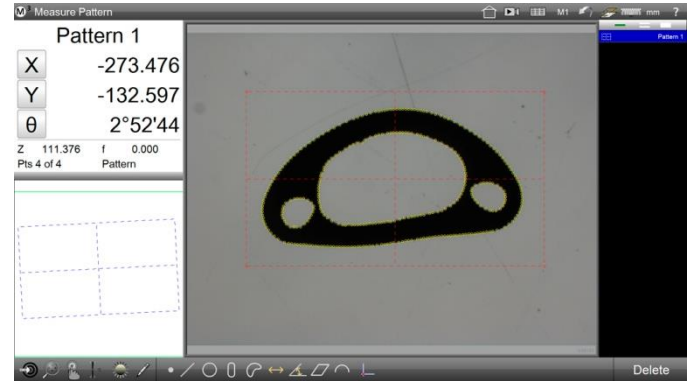 M³ Measure Pattern
M1
mm ?
Pattern 1
X -273.476
Y -132.597
θ 2°52'44
Z 111.376 f 0.000
Pts 4 of 4 Pattern
Pattern 1
Delete